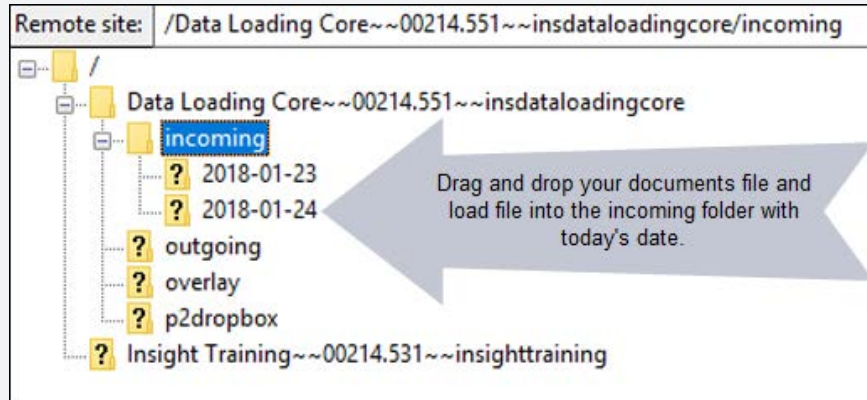 Remote site: /Data Loading Core~~00214.551~~insdataloadingcore/incoming
/
Data Loading Core~~00214.551~~insdataloadingcore
incoming
? 2018-01-23
? 2018-01-24
Drag and drop your documents file and
load file into the incoming folder with
today's date.
? outgoing
? overlay
? p2dropbox
? Insight Training~~00214.531~~insighttraining